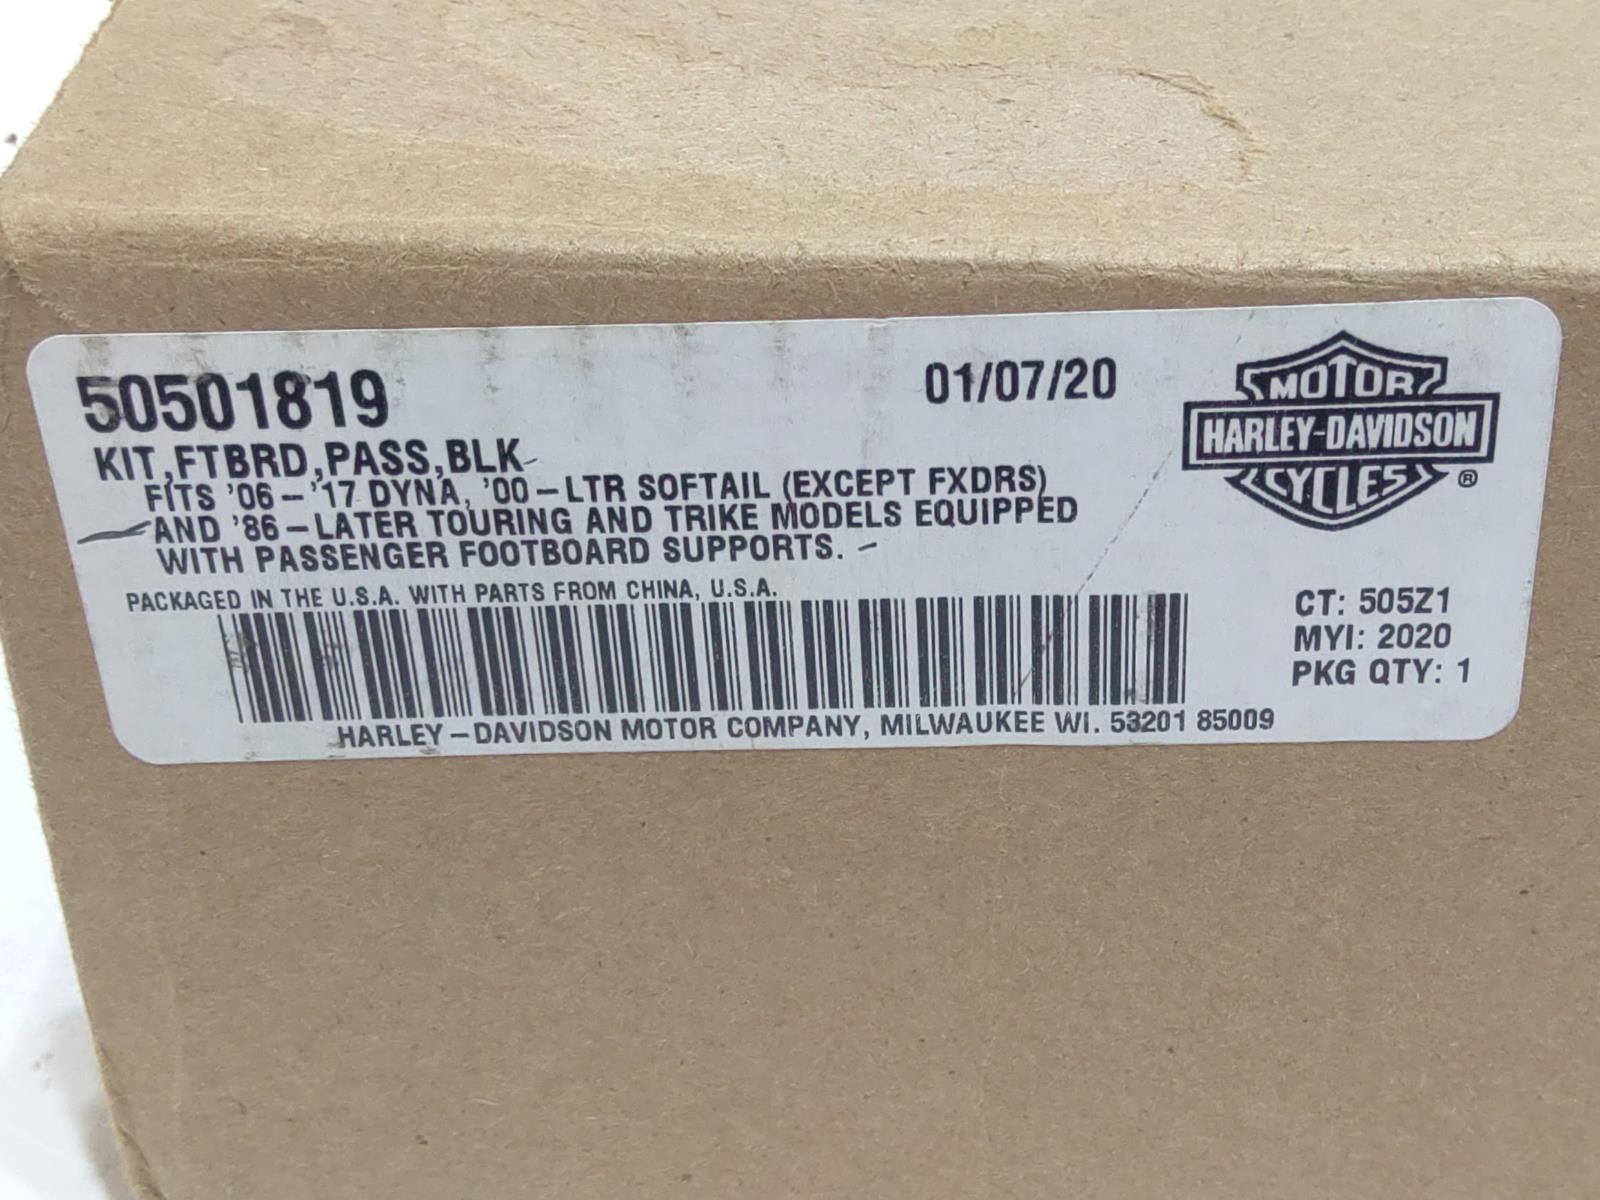 50501819
01/07/20
KIT,FTBRD,PASS,BLK
FITS '06-'17 DYNA, '00-LTR SOFTAIL (EXCEPT FXDRS)
AND '86-LATER TOURING AND TRIKE MODELS EQUIPPED
WITH PASSENGER FOOTBOARD SUPPORTS.
PACKAGED IN THE U.S.A. WITH PARTS FROM CHINA, U.S.A.
HARLEY-DAVIDSON MOTOR COMPANY, MILWAUKEE WI. 53201 85009
MOTOR
HARLEY-DAVIDSON
CYCLES
®
CT: 505Z1
MYI: 2020
PKG QTY: 1